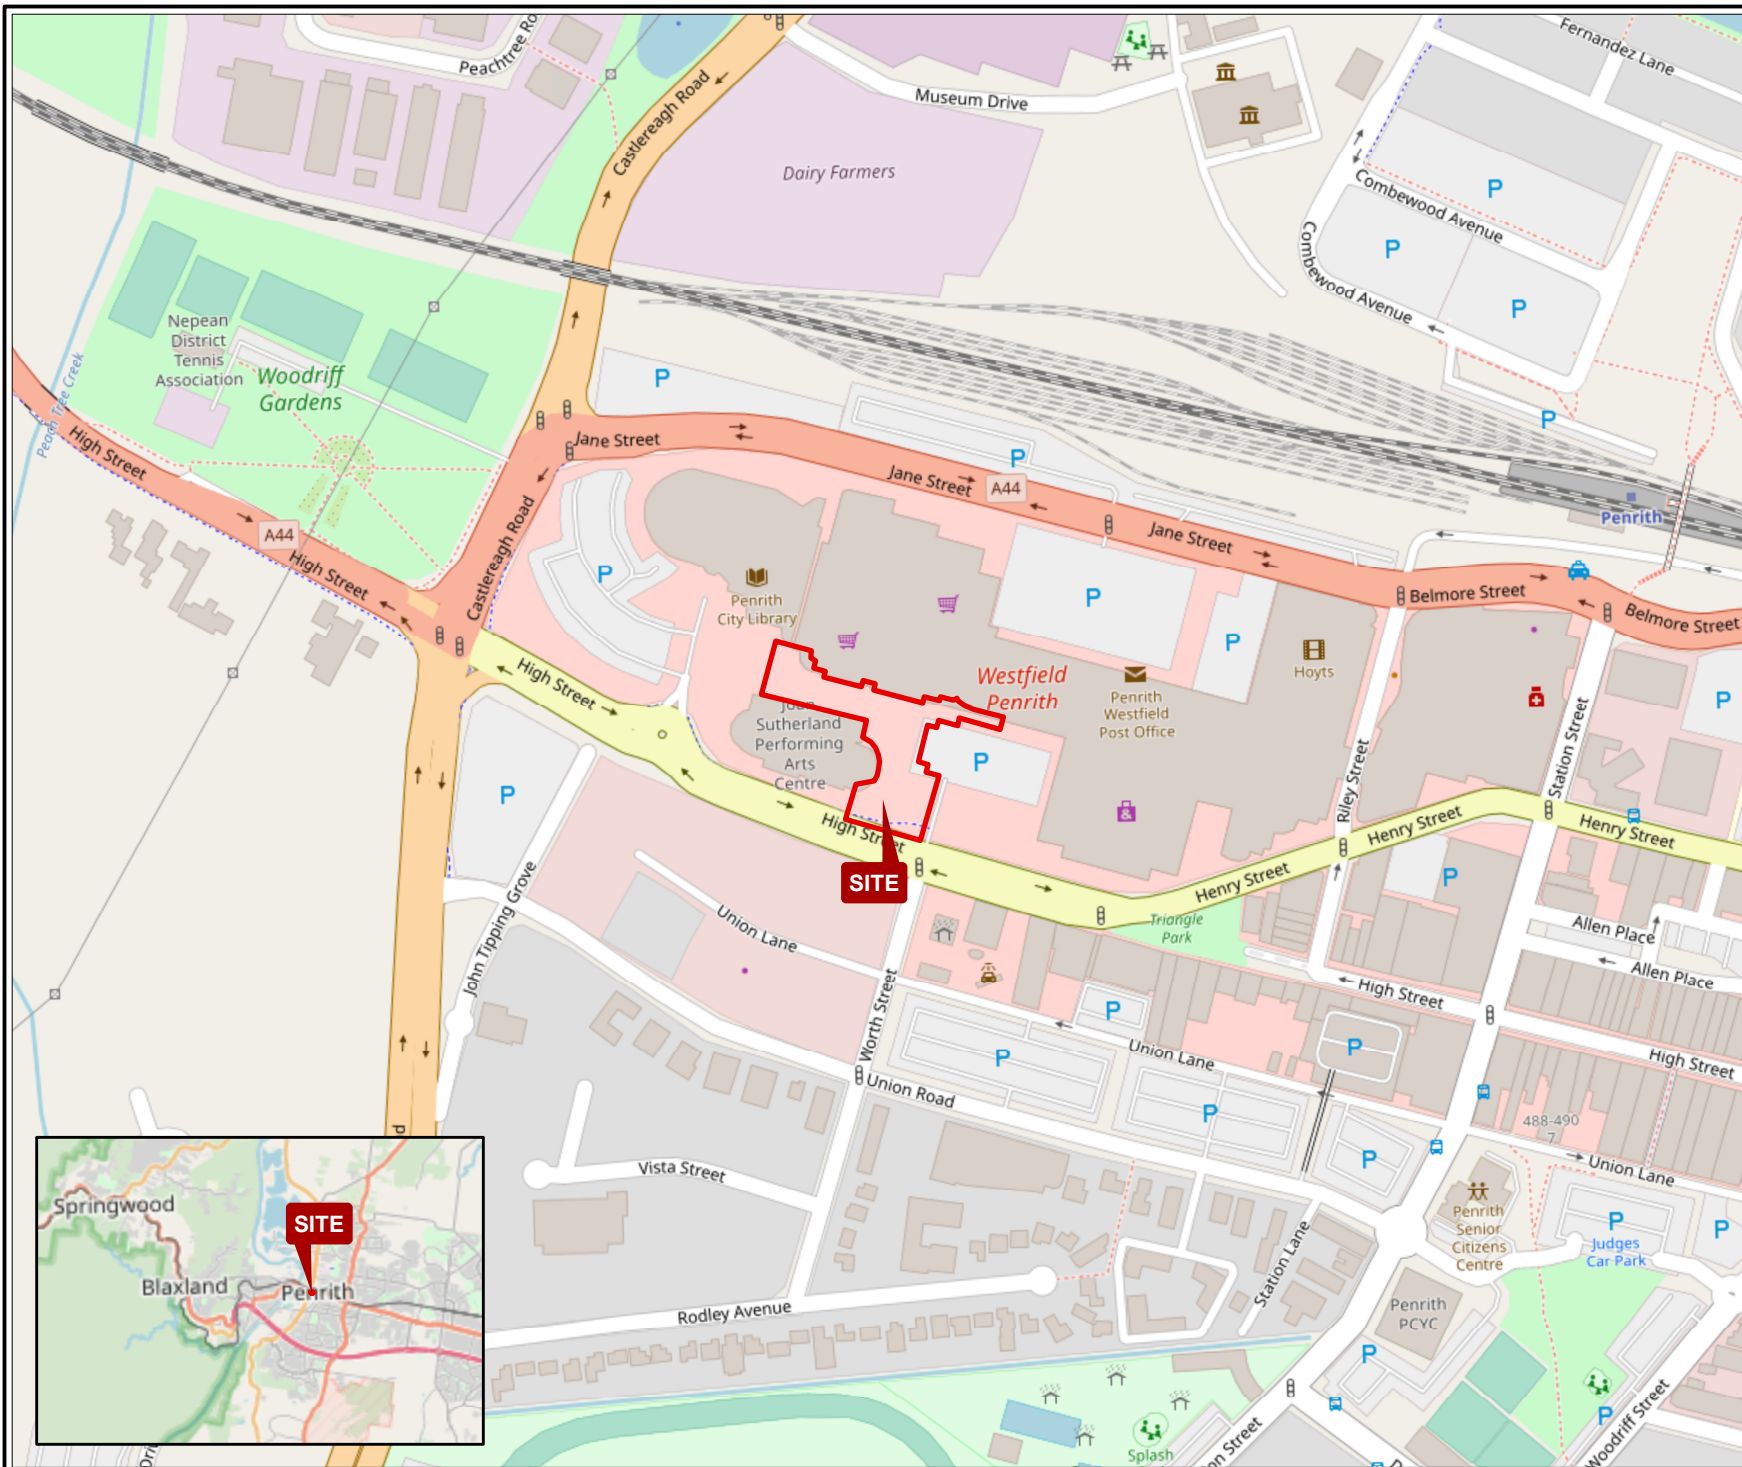 Peachtree Ro
Fernandez Lane
Castlereagh Road
Museum Drive
Dairy Farmers
Combewood Avenue
Combewood Avenue
P
P
P
P
P
Nepean
District
Tennis
Association
Woodriff
Gardens
Peach Tree Creek
High Street
A44
High Street
Castlereagh Road
Jane Street
Jane Street
A44
Jane Street
P
P
Penrith
Belmore Street
Belmore Street
P
Penrith
City Library
P
P
Hoyts
Westfield
Penrith
Penrith
Westfield
Post Office
P
High Street
Sutherland
Performing
Arts
Centre
P
P
High Street
SITE
Riley Street
Station Street
Henry Street
Henry Street
Henry Street
Triangle
Park
P
Allen Place
Allen Place
John Tipping Grove
Union Lane
Worth Street
High Street
High Street
P
P
P
Union Lane
Union Road
P
P
488-490
7
Union Lane
Vista Street
Station Lane
Penrith
Senior
Citizens
Centre
P
Judges
Car Park
P
Rodley Avenue
Penrith
PCYC
P
P
Woodriff Street
Splash
on Street
Springwood
SITE
Blaxland
Penrith